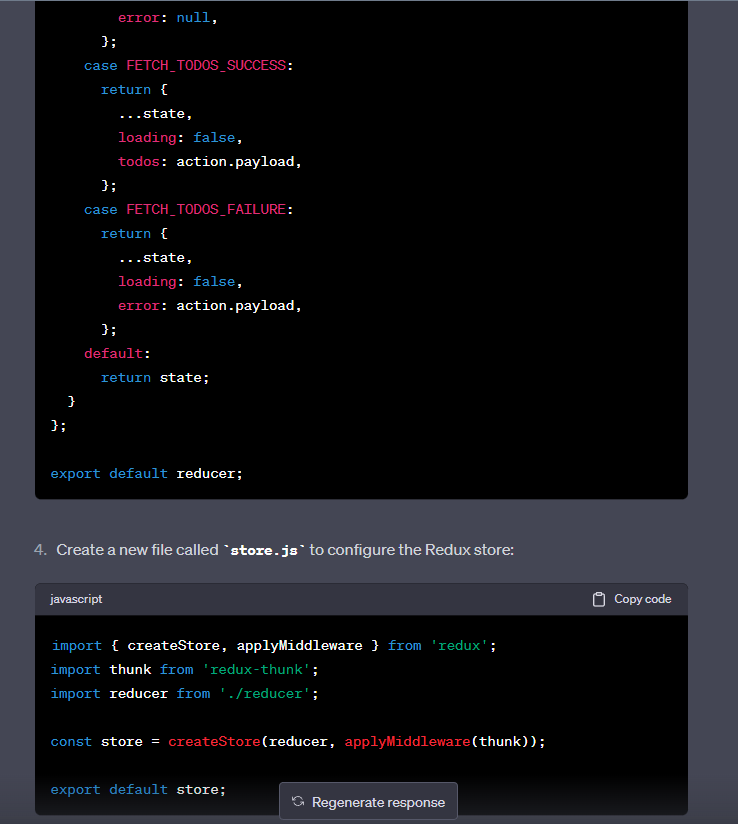 error: null,
};
case FETCH_TODOS_SUCCESS:
return {
...state,
loading: false,
todos: action.payload,
};
case FETCH_TODOS_FAILURE:
return {
...state,
loading: false,
error: action.payload,
};
default:
return state;
}
};
export default reducer;
4. Create a new file called `store.js` to configure the Redux store:
javascript Copy code
import { createStore, applyMiddleware } from 'redux';
import thunk from 'redux-thunk';
import reducer from './reducer';
const store = createStore(reducer, applyMiddleware(thunk));
export default store;
Regenerate response